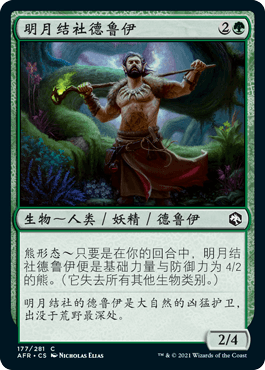 明月结社德鲁伊 2
生物～人类／妖精／德鲁伊
熊形态～只要是在你的回合中，明月结
社德鲁伊便是基础力量与防御力为 4/2
的熊。（它失去所有其他生物类别。）
明月结社的德鲁伊是大自然的凶猛护卫，
出没于荒野最深处。
2/4
177/281 C
AFR • CS Nicholas Elias
™ & © 2021 Wizards of the Coast